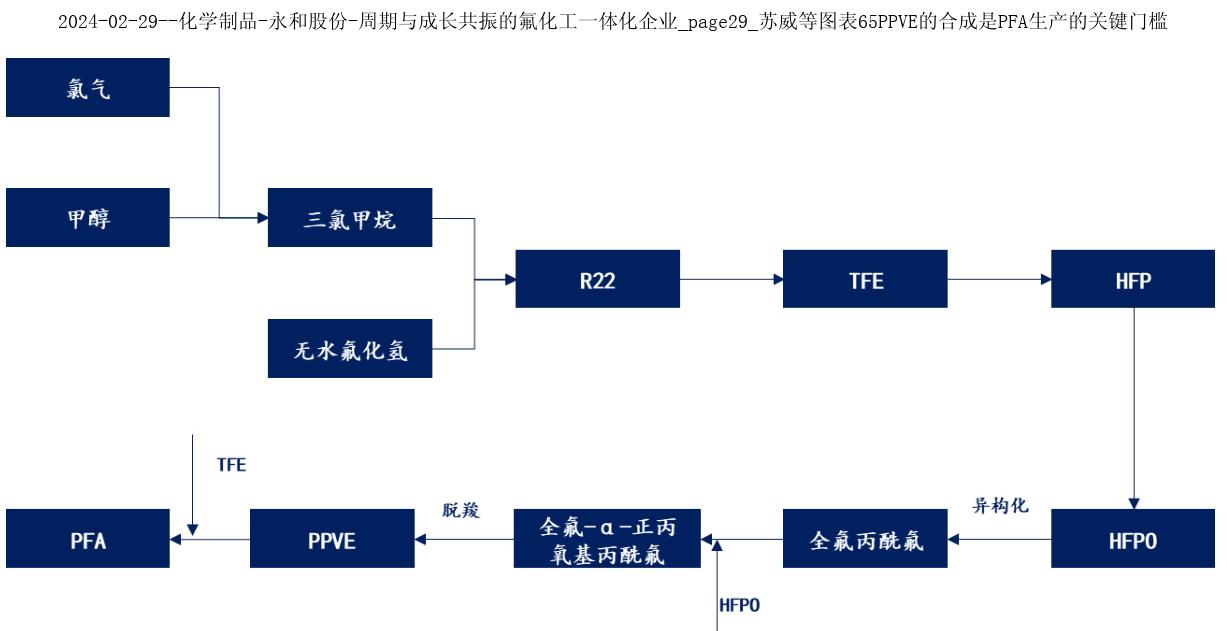 2024-02-29--化学制品-永和股份-周期与成长共振的氟化工一体化企业_page29_苏威等图表65PPVE的合成是PFA生产的关键门槛
氯气
甲醇
三氯甲烷
无水氟化氢
R22
TFE
HFP
TFE
PFA
PPVE
脱羧
全氟-α-正丙
氧基丙酰氟
HFPO
全氟丙酰氟
异构化
HFPO